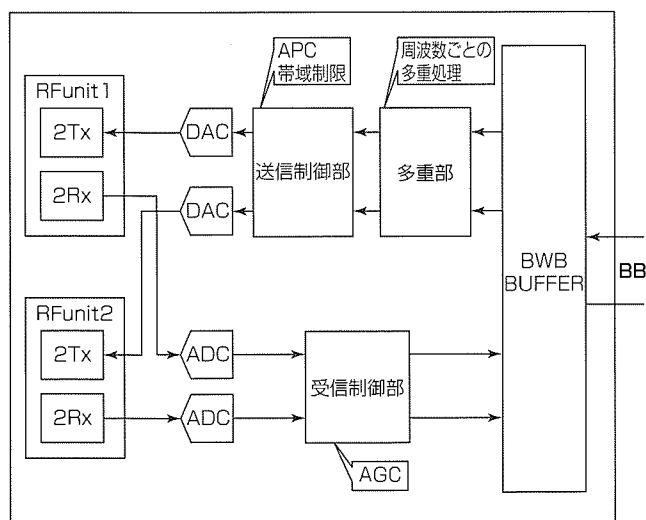 APC
帯域制限
周波数ごとの
多重処理
RFunit1
2Tx
2Rx
DAC
DAC
送信制御部
多重部
BWB
BUFFER
BB
RFunit2
2Tx
2Rx
ADC
ADC
受信制御部
AGC